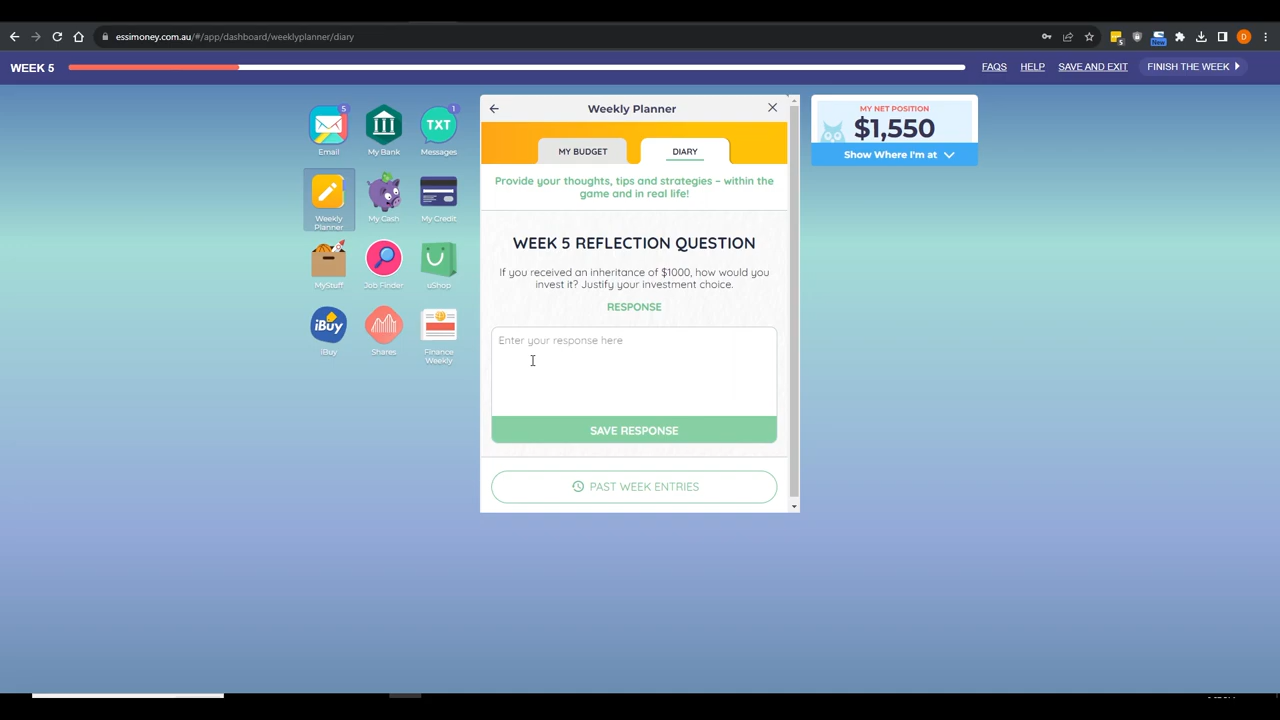 essimoney.com.au/#/app/dashboard/weeklyplanner/diary
5
New
D
WEEK 5
FAQS
HELP
SAVE AND EXIT
FINISH THE WEEK
5
Email
My Bank
TXT
1
Messages
Weekly
Planner
My Cash
My Credit
MyStuff
Job Finder
uShop
iBuy
iBuy
Shares
Finance
Weekly
Weekly Planner
MY BUDGET
DIARY
Provide your thoughts, tips and strategies – within the
game and in real life!
WEEK 5 REFLECTION QUESTION
If you received an inheritance of $1000, how would you
invest it? Justify your investment choice.
RESPONSE
Enter your response here
SAVE RESPONSE
PAST WEEK ENTRIES
MY NET POSITION
$1,550
Show Where I'm at